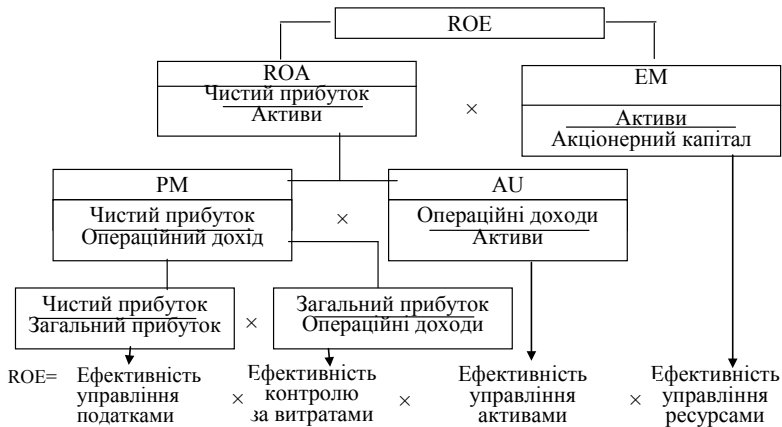 ROE
ROA
Чистий прибуток
Активи
×
EM
Активи
Акціонерний капітал
PM
Чистий прибуток
Операційний дохід
×
AU
Операційні доходи
Активи
Чистий прибуток
Загальний прибуток
×
Загальний прибуток
Операційні доходи
ROE=
Ефективність
управління
податками
×
Ефективність
контролю
за витратами
×
Ефективність
управління
активами
×
Ефективність
управління
ресурсами